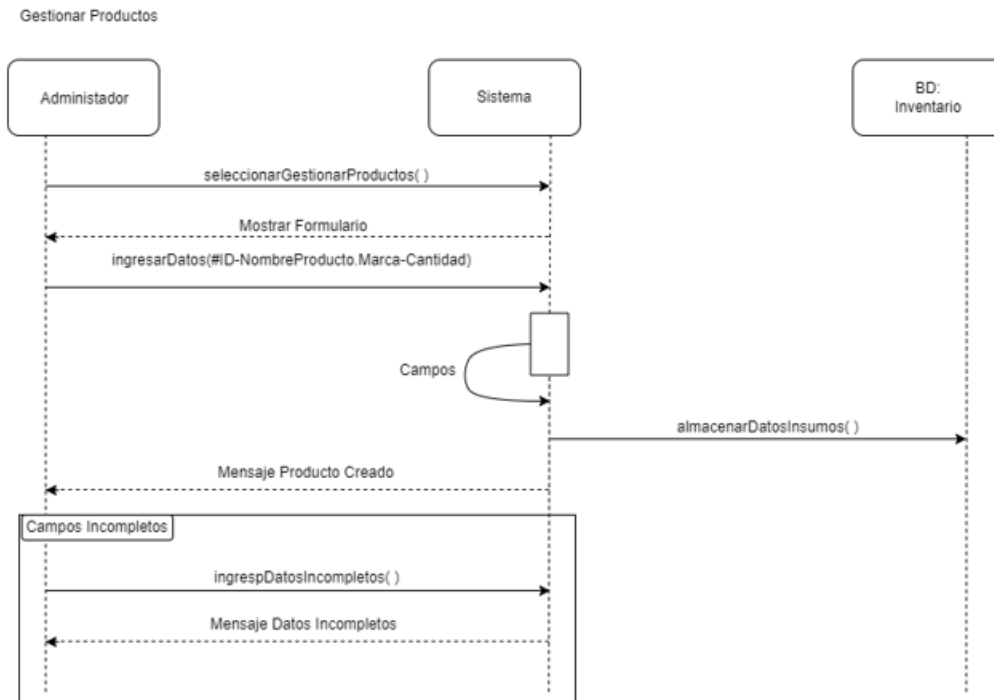 Gestionar Productos
Administador
Sistema
BD:
Inventario
seleccionarGestionarProductos( )
Mostrar Formulario
ingresarDatos(#ID-NombreProducto.Marca-Cantidad)
Campos
almacenarDatosInsumos( )
Mensaje Producto Creado
Campos Incompletos
ingrespDatosIncompletos( )
Mensaje Datos Incompletos